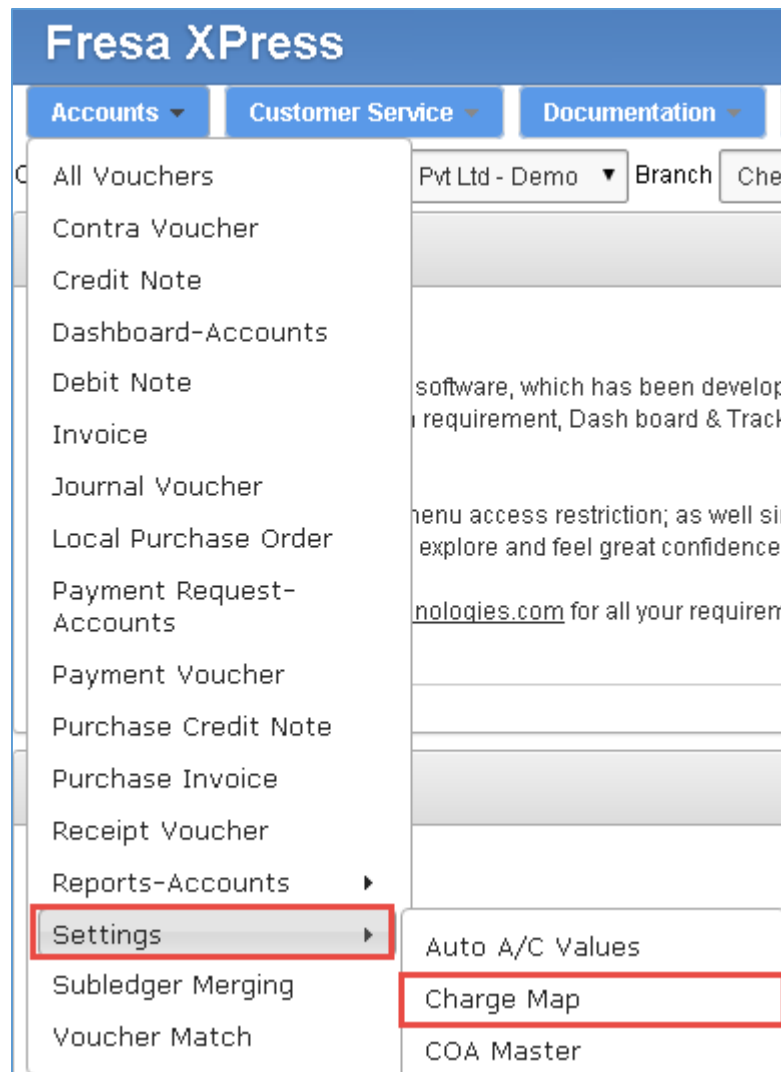 Fresa XPress
Accounts Customer Service Documentation
Pvt Ltd - Demo Branch Che
All Vouchers
Contra Voucher
Credit Note
Dashboard-Accounts
Debit Note
software, which has been develop
Invoice
requirement, Dash board & Track
Journal Voucher
menu access restriction; as well si
Local Purchase Order
explore and feel great confidence
Payment Request-
Accounts
nologies.com for all your requirem
Payment Voucher
Purchase Credit Note
Purchase Invoice
Receipt Voucher
Reports-Accounts
Settings
Auto A/C Values
Subledger Merging
Charge Map
Voucher Match
COA Master